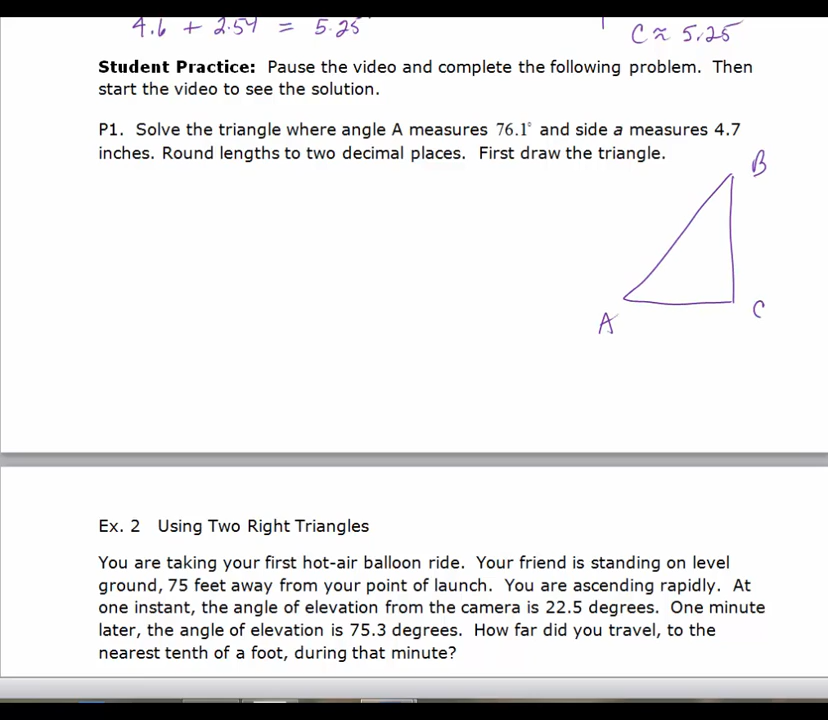 4.6 + 2.54 = 5.25
C ≈ 5.25
Student Practice: Pause the video and complete the following problem. Then
start the video to see the solution.
P1. Solve the triangle where angle A measures 76.1° and side a measures 4.7
inches. Round lengths to two decimal places. First draw the triangle.
B
A
C
Ex. 2 Using Two Right Triangles
You are taking your first hot-air balloon ride. Your friend is standing on level
ground, 75 feet away from your point of launch. You are ascending rapidly. At
one instant, the angle of elevation from the camera is 22.5 degrees. One minute
later, the angle of elevation is 75.3 degrees. How far did you travel, to the
nearest tenth of a foot, during that minute?